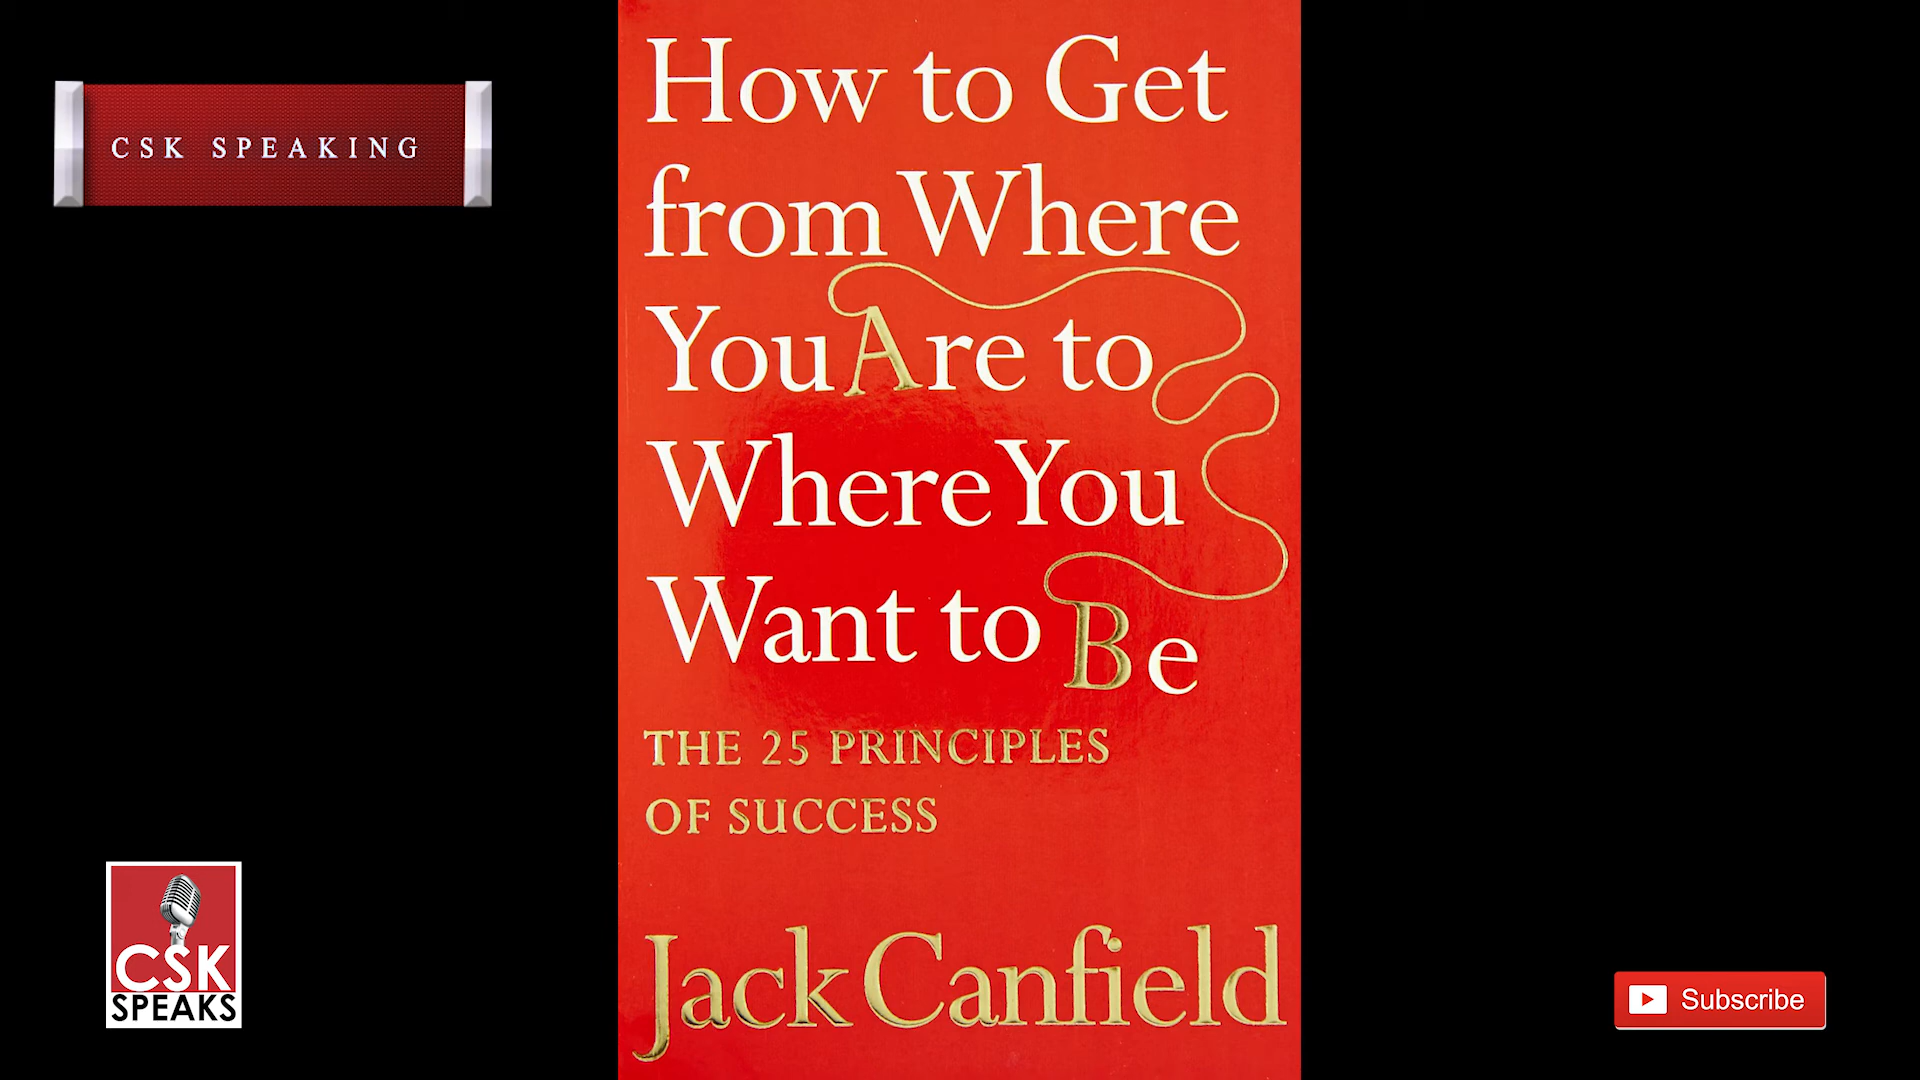 CSK SPEAKING
How to Get
from Where
You Are to
Where You
Want to Be
THE 25 PRINCIPLES
OF SUCCESS
Jack Canfield
CSK
SPEAKS
Subscribe